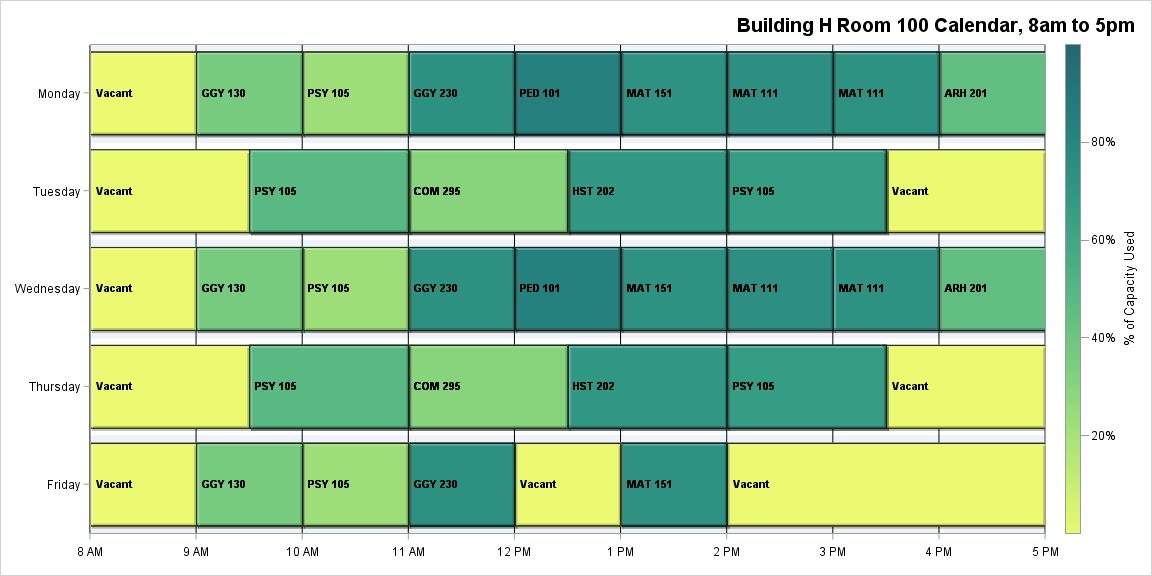 Building H Room 100 Calendar, 8am to 5pm
Monday
Vacant
GGY 130
PSY 105
GGY 230
PED 101
MAT 151
MAT 111
MAT 111
ARH 201
Tuesday
Vacant
PSY 105
COM 295
HST 202
PSY 105
Vacant
Wednesday
Vacant
GGY 130
PSY 105
GGY 230
PED 101
MAT 151
MAT 111
MAT 111
ARH 201
Thursday
Vacant
PSY 105
COM 295
HST 202
PSY 105
Vacant
Friday
Vacant
GGY 130
PSY 105
GGY 230
Vacant
MAT 151
Vacant
8 AM
9 AM
10 AM
11 AM
12 PM
1 PM
2 PM
3 PM
4 PM
5 PM
80%
60%
40%
20%
% of Capacity Used